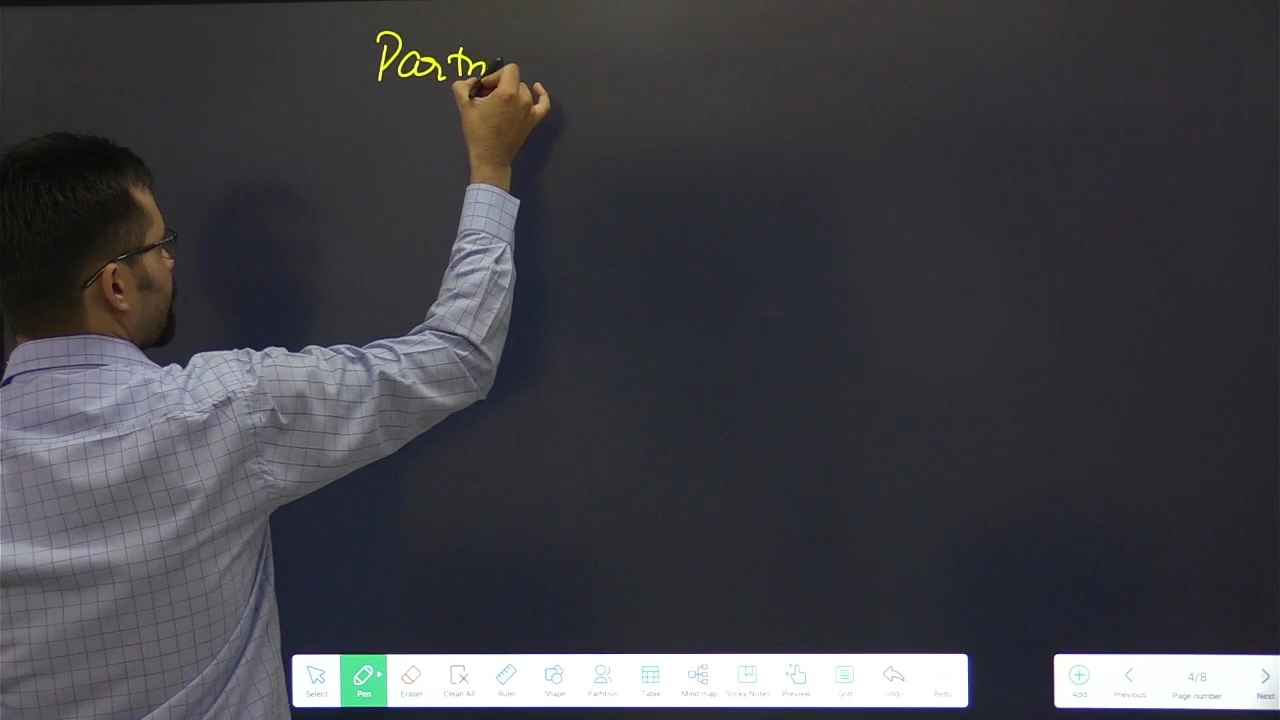 Partn
Select
Pen
Eraser
Clean All
Ruler
Shape
Partition
Table
Mind map
Sticky Notes
Preview
Grid
Undo
Redo
Add
Previous
4/8
Page number
Next